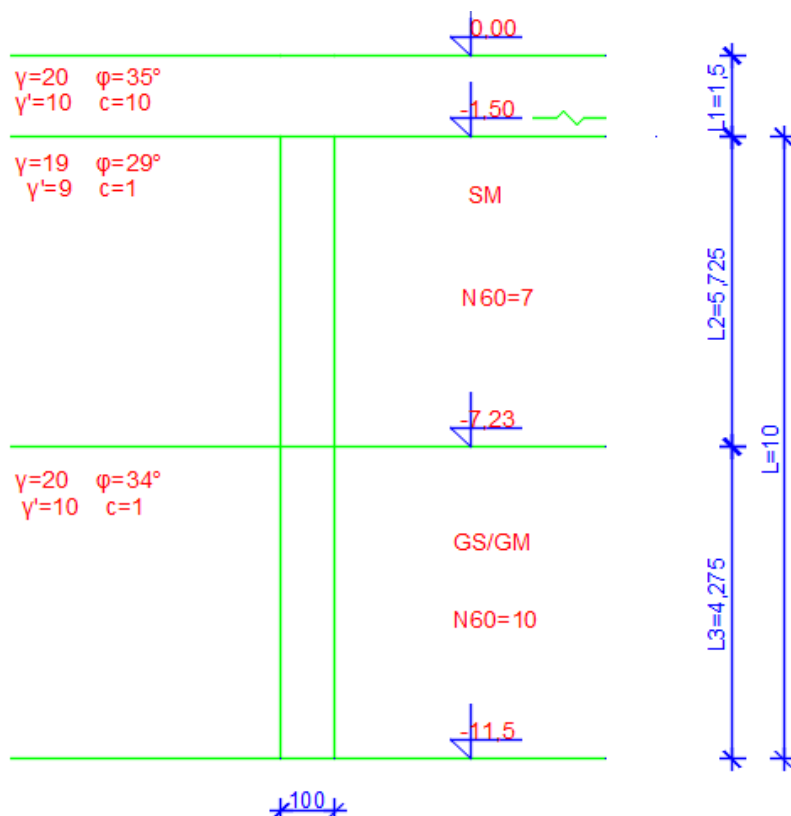 0,00
γ=20 φ=35°
γ'=10 c=10
-1,50
L1=1,5
γ=19 φ=29°
γ'=9 c=1
SM
N60=7
L2=5,725
-7,23
L=10
γ=20 φ=34°
γ'=10 c=1
GS/GM
N60=10
L3=4,275
-11,5
100